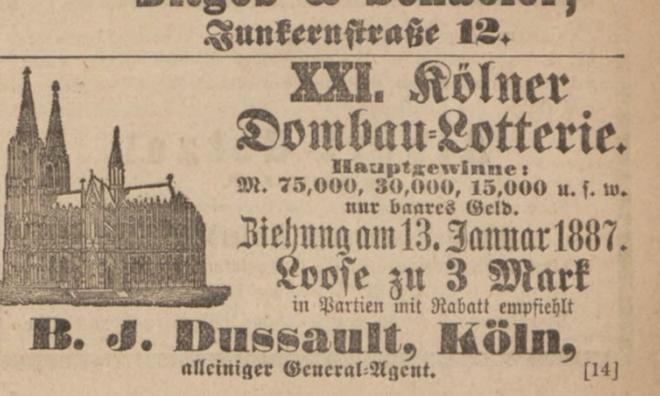 Junkernstraße 12.
XXI. Kölner
Dombau-Lotterie.
Hauptgewinne:
M. 75,000, 30,000, 15,000 u. s. w.
nur baares Geld.
Ziehung am 13. Januar 1887.
Loose zu 3 Mark
in Partien mit Rabatt empfiehlt
B. J. Dussault, Köln,
alleiniger General-Agent. [14]